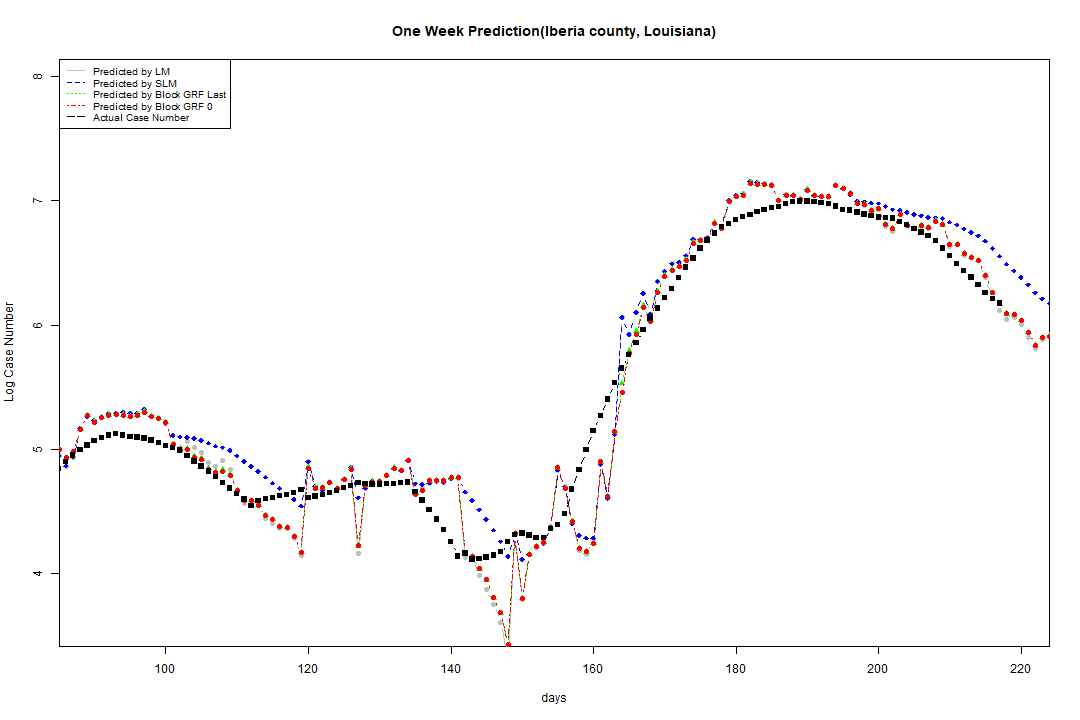 One Week Prediction(Iberia county, Louisiana)
Predicted by LM
Predicted by SLM
Predicted by Block GRF Last
Predicted by Block GRF 0
Actual Case Number
8
7
6
5
4
Log Case Number
100 120 140 160 180 200 220
days